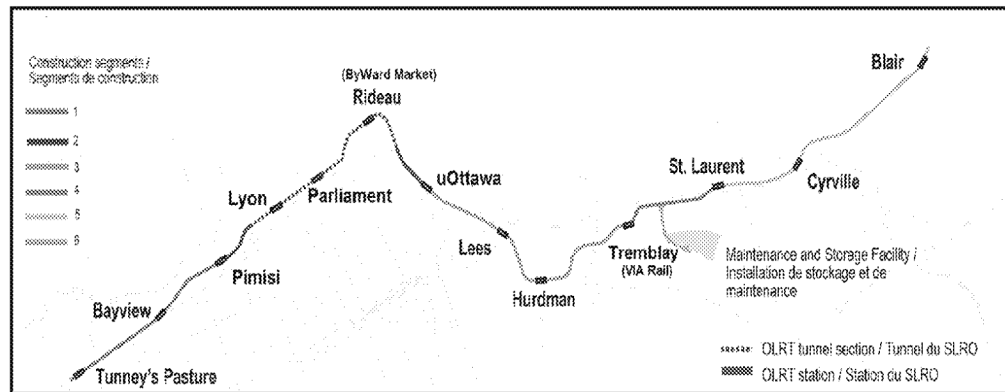 Construction segments /
Segments de construction
1
2
3
4
5
6
(ByWard Market)
Rideau
Blair
Lyon
Parliament
uOttawa
St. Laurent
Cyrville
Pimisi
Lees
Tremblay
(VIA Rail)
Bayview
Hurdman
Maintenance and Storage Facility /
Installation de stockage et de
maintenance
Tunney's Pasture
OLRT tunnel section / Tunnel du SLRO
OLRT station / Station du SLRO